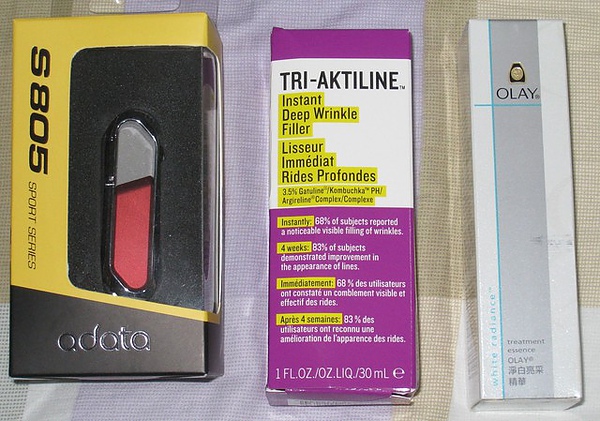 S805
SPORT SERIES
adata
TRI-AKTILINE™
Instant
Deep Wrinkle
Filler
Lisseur
Immédiat
Rides Profondes
3.5% Gatuline®/Kombuchka™ PH/
Argireline® Complex/Complexe
Instantly: 68% of subjects reported
a noticeable visible filling of wrinkles.
4 weeks: 83% of subjects
demonstrated improvement in
the appearance of lines.
Immédiatement: 68 % des utilisateurs
ont constaté un comblement visible et
effectif des rides.
Après 4 semaines: 83 % des
utilisateurs ont reconnu une
amélioration de l'apparence des rides.
1 FL.OZ./OZ.LIQ./30 mL e
OLAY®
white radiance™
treatment
essence
OLAY®
淨白亮采
精華